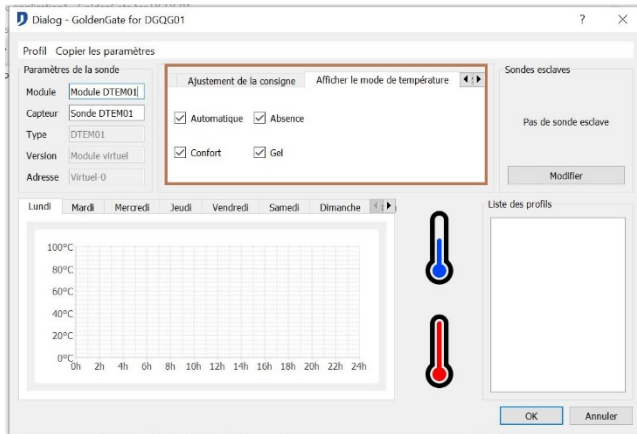 Dialog - GoldenGate for DGQG01
Profil Copier les paramètres
Paramètres de la sonde
Module Module DTEM01
Capteur Sonde DTEM01
Type DTEM01
Version Module virtuel
Adresse Virtuel-0
Ajustement de la consigne Afficher le mode de température
Automatique Absence
Confort Gel
Sondes esclaves
Pas de sonde esclave
Modifier
Lundi Mardi Mercredi Jeudi Vendredi Samedi Dimanche
100°C
80°C
60°C
40°C
20°C
0°C
0h 2h 4h 6h 8h 10h 12h 14h 16h 18h 20h 22h 24h
Liste des profils
OK Annuler